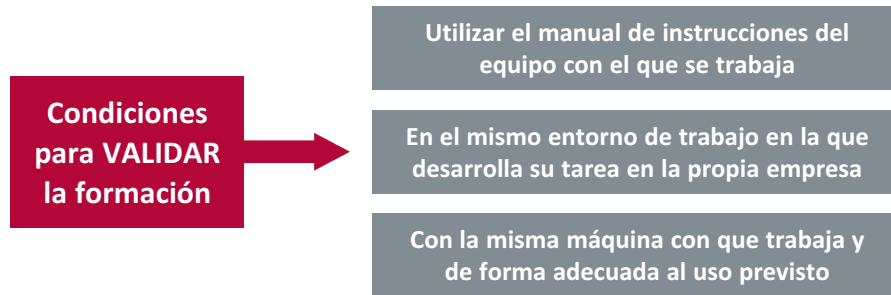 Condiciones
para VALIDAR
la formación
Utilizar el manual de instrucciones del
equipo con el que se trabaja
En el mismo entorno de trabajo en la que
desarrolla su tarea en la propia empresa
Con la misma máquina con que trabaja y
de forma adecuada al uso previsto